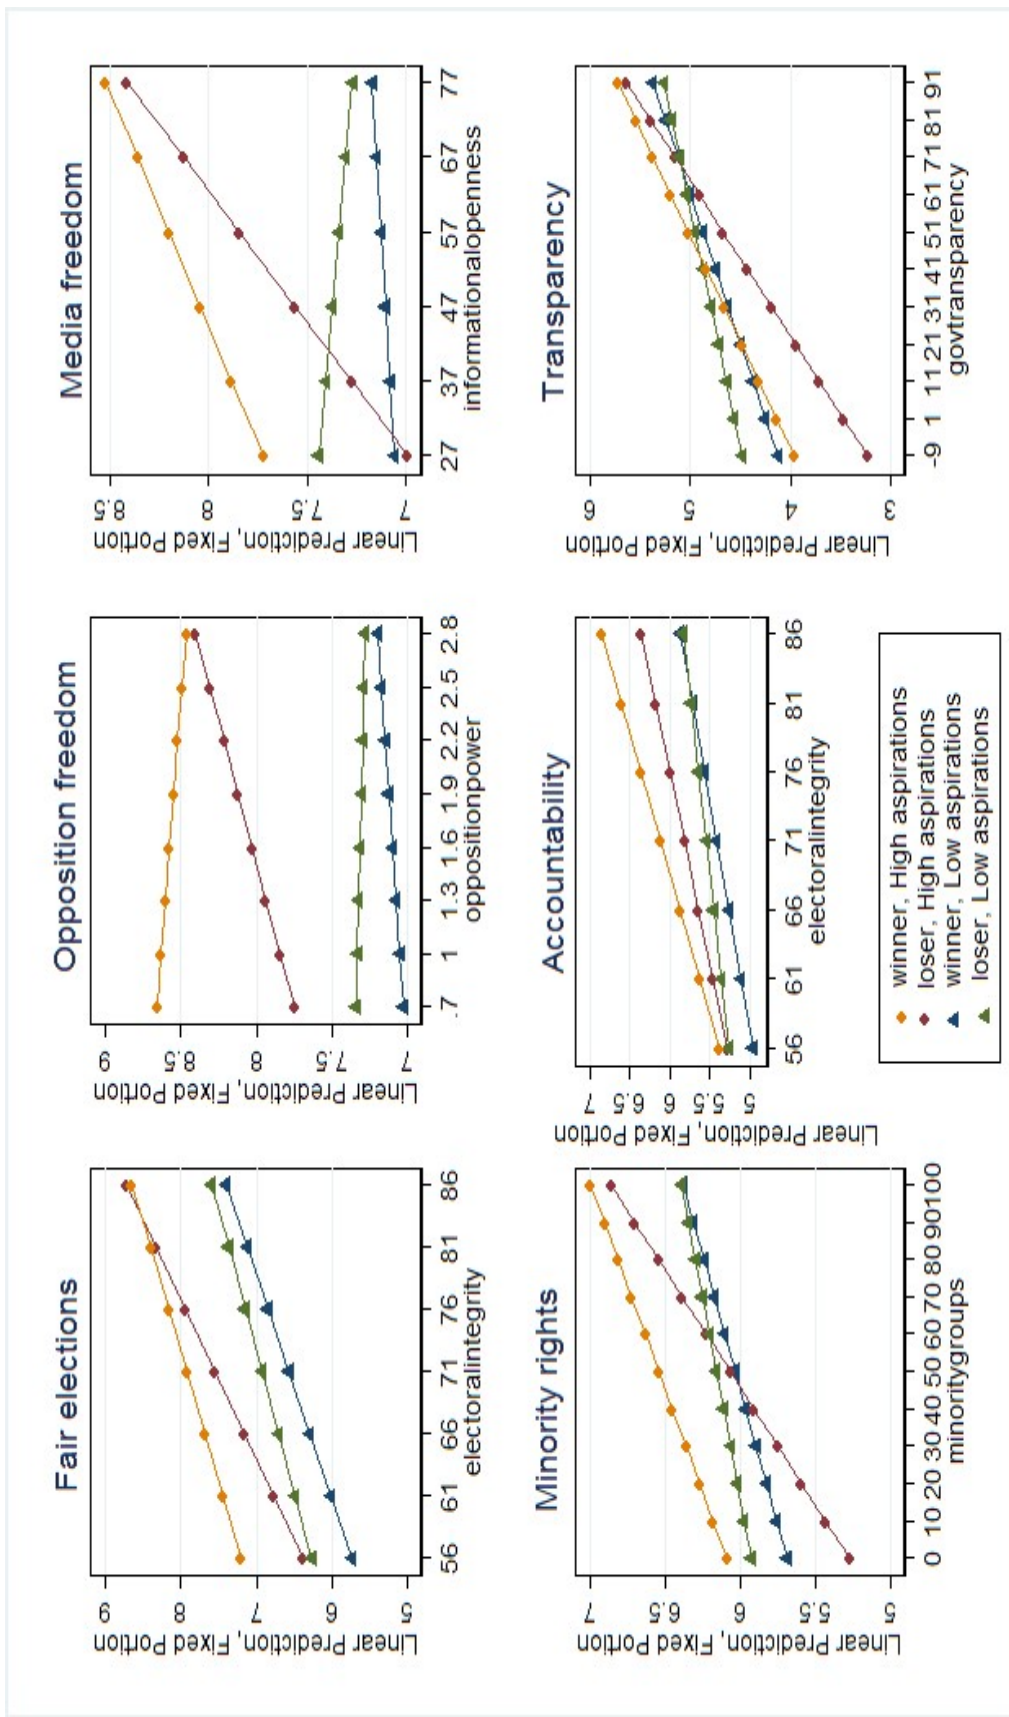 Fair elections
Linear Prediction, Fixed Portion
9
8
7
6
5
56 61 66 71 76 81 86
electoralintegrity
Opposition freedom
Linear Prediction, Fixed Portion
9
8.5
8
7.5
7
.7 1 1.3 1.6 1.9 2.2 2.5 2.8
oppositionpower
Media freedom
Linear Prediction, Fixed Portion
8.5
8
7.5
7
27 37 47 57 67 77
informationalopenness
Minority rights
Linear Prediction, Fixed Portion
7
6.5
6
5.5
5
0 10 20 30 40 50 60 70 80 90 100
minoritygroups
Accountability
Linear Prediction, Fixed Portion
7
6.5
6
5.5
5
56 61 66 71 76 81 86
electoralintegrity
Transparency
Linear Prediction, Fixed Portion
6
5
4
3
-9 1 11 21 31 41 51 61 71 81 91
govtransparency
winner, High aspirations
loser, High aspirations
winner, Low aspirations
loser, Low aspirations